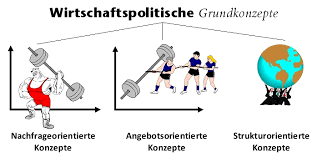 Wirtschaftspolitische Grundkonzepte
Nachfrageorientierte Konzepte
Angebotsorientierte Konzepte
Strukturorientierte Konzepte